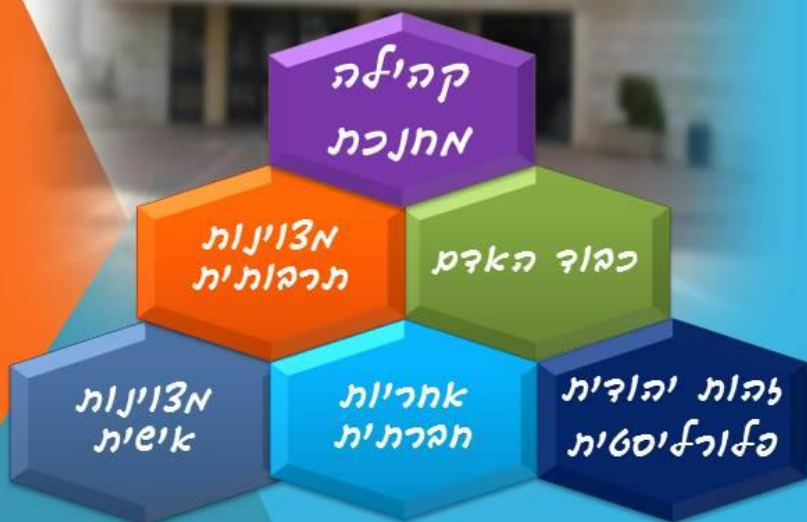 קהילה
מחנכת
כבוד האדם
מצוינות
תרבותית
זהות יהודית
פלורליסטית
אחריות
חברתית
מצוינות
אישית